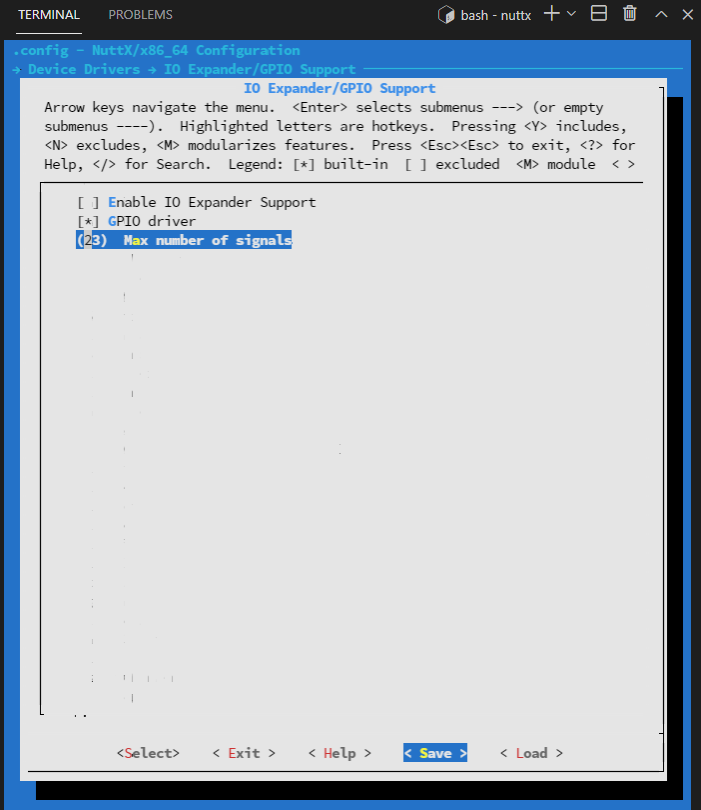 TERMINAL PROBLEMS bash - nuttx
.config - NuttX/x86_64 Configuration
→ Device Drivers → IO Expander/GPIO Support
IO Expander/GPIO Support
Arrow keys navigate the menu.  <Enter> selects submenus ---> (or empty
submenus ----).  Highlighted letters are hotkeys.  Pressing <Y> includes,
<N> excludes, <M> modularizes features.  Press <Esc><Esc> to exit, <?> for
Help, </> for Search.  Legend: [*] built-in  [ ] excluded  <M> module  < >
[ ] Enable IO Expander Support
[*] GPIO driver
(23)  Max number of signals
<Select>    < Exit >    < Help >    < Save >    < Load >